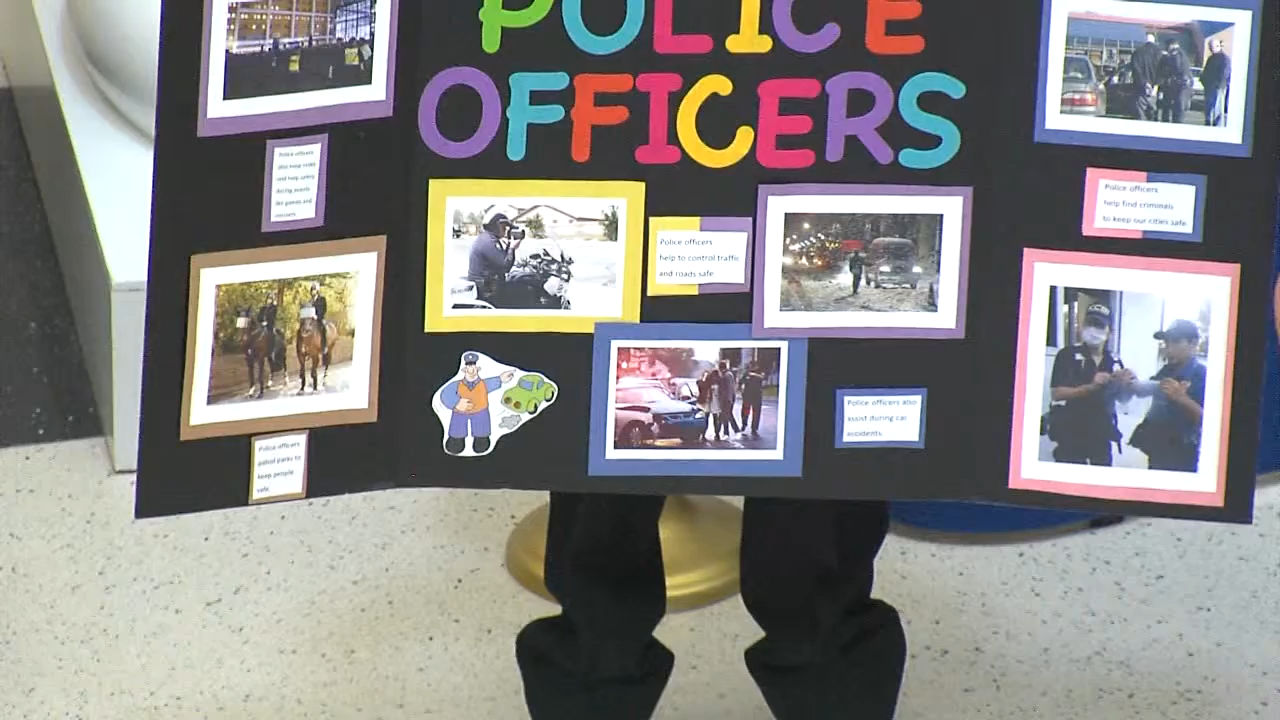 POLICE
OFFICERS
Police officers
also keep order
and help safety
during events
like games and
concerts
Police officers
help to control traffic
and roads safe
Police officers
help find criminals
to keep our cities safe
Police officers also
assist during car
accidents
Police officers
patrol parks to
keep people
safe